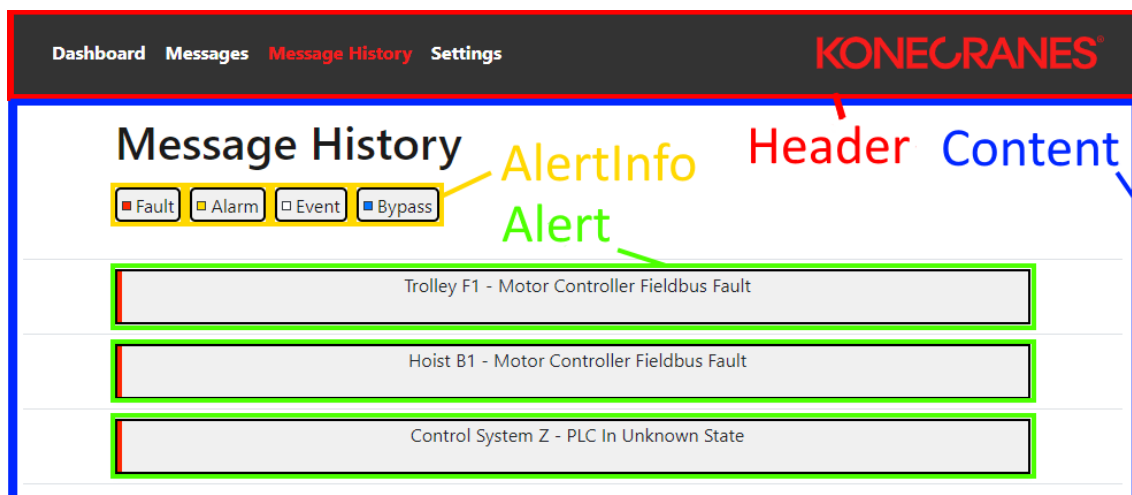 Dashboard Messages Message History Settings KONECRANES®
Header Content
Message History
AlertInfo
Fault Alarm Event Bypass
Alert
Trolley F1 - Motor Controller Fieldbus Fault
Hoist B1 - Motor Controller Fieldbus Fault
Control System Z - PLC In Unknown State